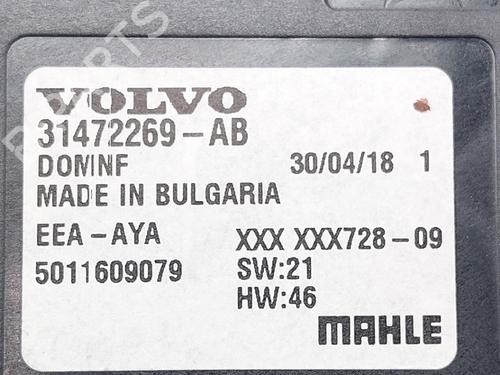 VOLVO
31472269-AB
DOMINF 30/04/18 1
MADE IN BULGARIA
EEA-AYA XXX XXX728-09
5011609079 SW:21
HW:46
MAHLE